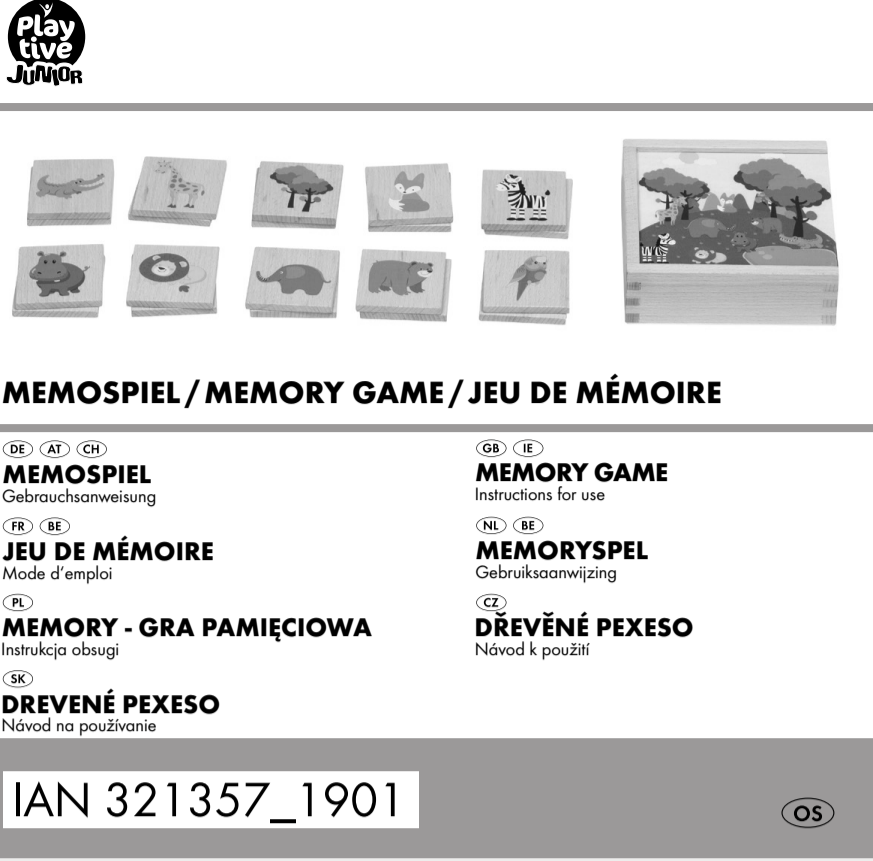 Play
tive
JUNIOR
MEMOSPIEL / MEMORY GAME / JEU DE MÉMOIRE
DE AT CH
MEMOSPIEL
Gebrauchsanweisung
GB IE
MEMORY GAME
Instructions for use
FR BE
JEU DE MÉMOIRE
Mode d'emploi
NL BE
MEMORYSPEL
Gebruiksaanwijzing
PL
MEMORY - GRA PAMIĘCIOWA
Instrukcja obsugi
CZ
DŘEVĚNÉ PEXESO
Návod k použití
SK
DREVENÉ PEXESO
Návod na používanie
IAN 321357_1901
OS